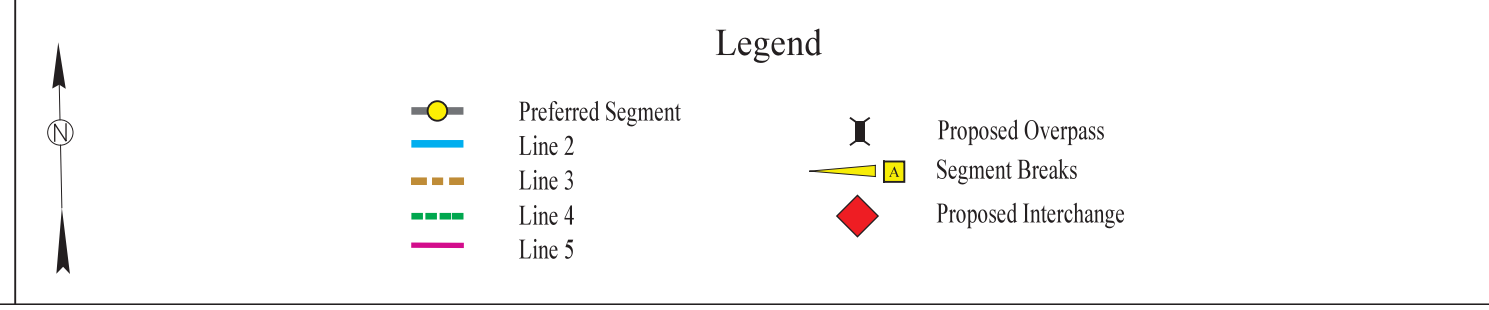 Legend
N
Preferred Segment
Line 2
Line 3
Line 4
Line 5
Proposed Overpass
A Segment Breaks
Proposed Interchange